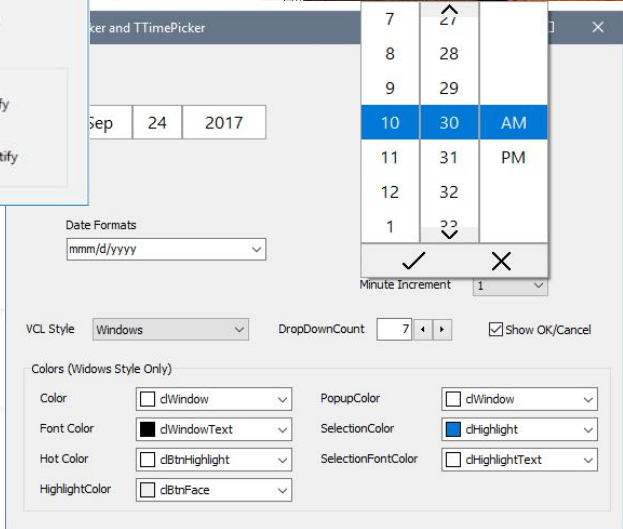 ker and TTimePicker
7 27
8 28
9 29
10 30 AM
11 31 PM
12 32
1 33
fy
tify
Sep 24 2017
Date Formats
mmm/d/yyyy
Minute Increment 1
VCL Style Windows DropDownCount 7 Show OK/Cancel
Colors (Widows Style Only)
Color clWindow PopupColor clWindow
Font Color clWindowText SelectionColor clHighlight
Hot Color clBtnHighlight SelectionFontColor clHighlightText
HighlightColor clBtnFace